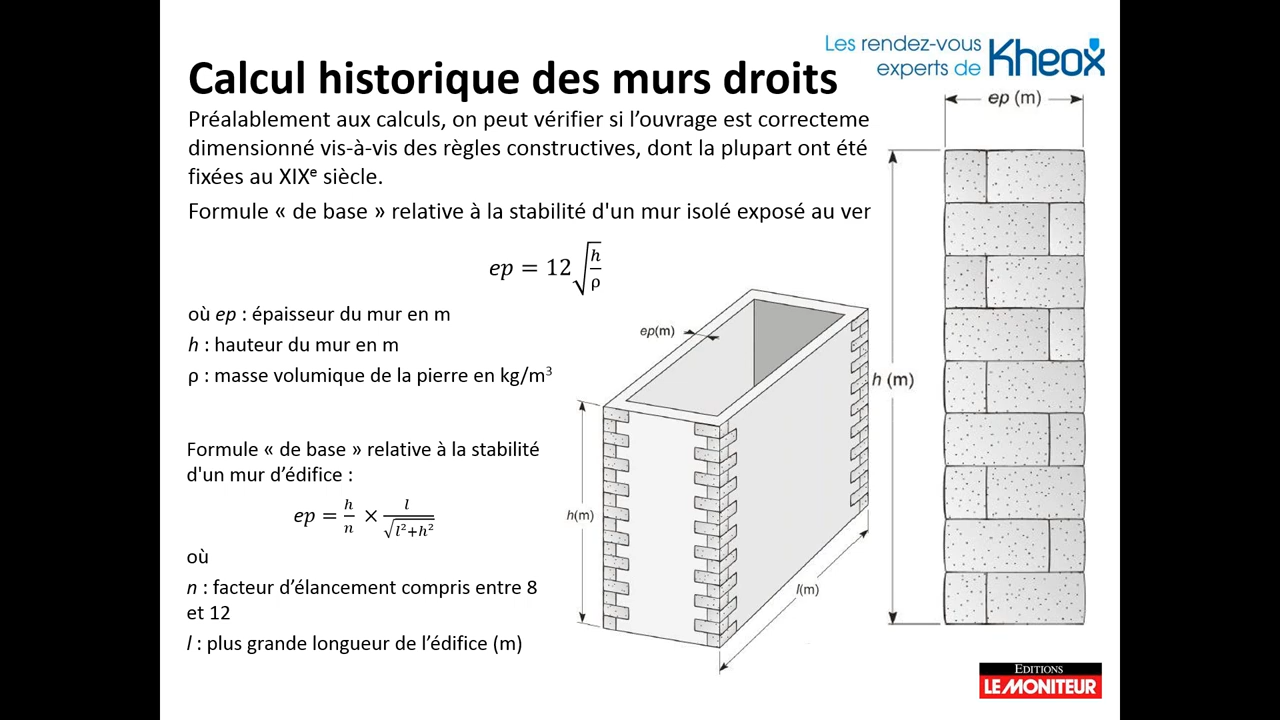 Les rendez-vous
experts de Kheox
Calcul historique des murs droits
ep (m)
Préalablement aux calculs, on peut vérifier si l’ouvrage est correcteme
dimensionné vis-à-vis des règles constructives, dont la plupart ont été
fixées au XIXᵉ siècle.
Formule « de base » relative à la stabilité d'un mur isolé exposé au ver
ep = 12√(h/ρ)
où ep : épaisseur du mur en m
h : hauteur du mur en m
ρ : masse volumique de la pierre en kg/m³
ep(m)
h (m)
Formule « de base » relative à la stabilité
d'un mur d’édifice :
ep = h/n × l/√(l²+h²)
h(m)
où
n : facteur d’élancement compris entre 8
et 12
l(m)
l : plus grande longueur de l’édifice (m)
EDITIONS
LE MONITEUR